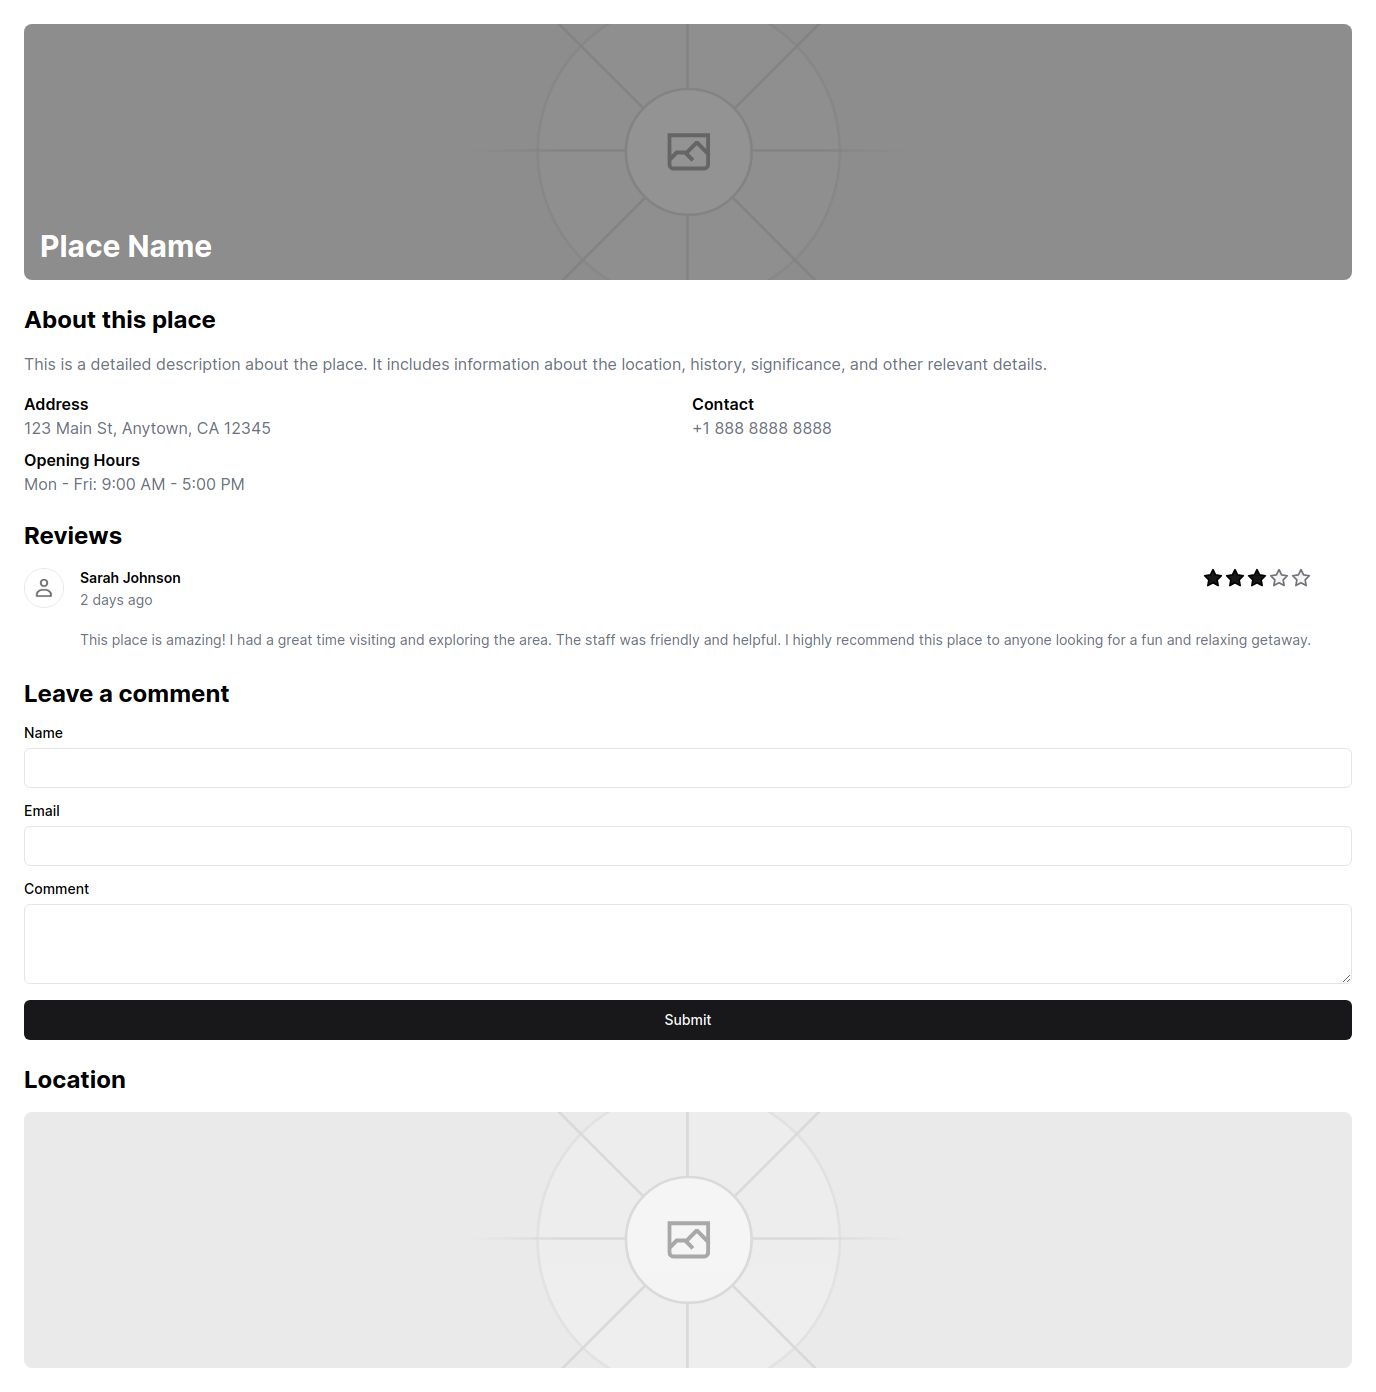 Place Name
About this place
This is a detailed description about the place. It includes information about the location, history, significance, and other relevant details.
Address
123 Main St, Anytown, CA 12345
Contact
+1 888 8888 8888
Opening Hours
Mon - Fri: 9:00 AM - 5:00 PM
Reviews
Sarah Johnson
2 days ago
This place is amazing! I had a great time visiting and exploring the area. The staff was friendly and helpful. I highly recommend this place to anyone looking for a fun and relaxing getaway.
Leave a comment
Name
Email
Comment
Submit
Location